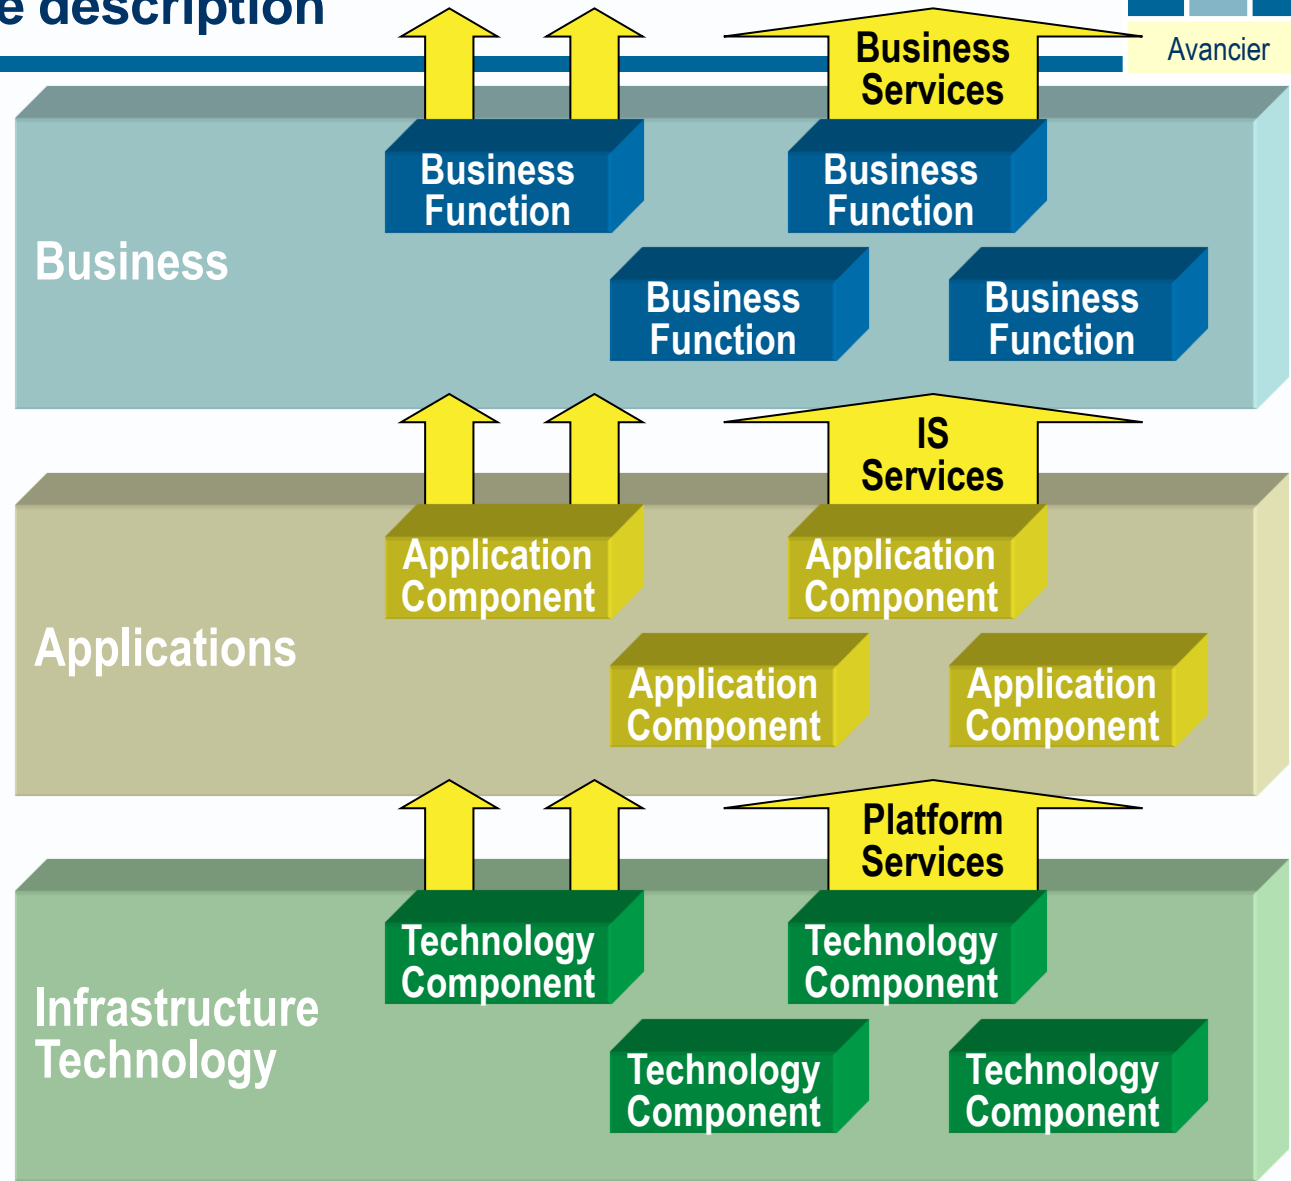 e description
Avancier
Business
Services
Business
Function
Business
Function
Business
Business
Function
Business
Function
IS
Services
Application
Component
Application
Component
Applications
Application
Component
Application
Component
Platform
Services
Technology
Component
Technology
Component
Infrastructure
Technology
Technology
Component
Technology
Component